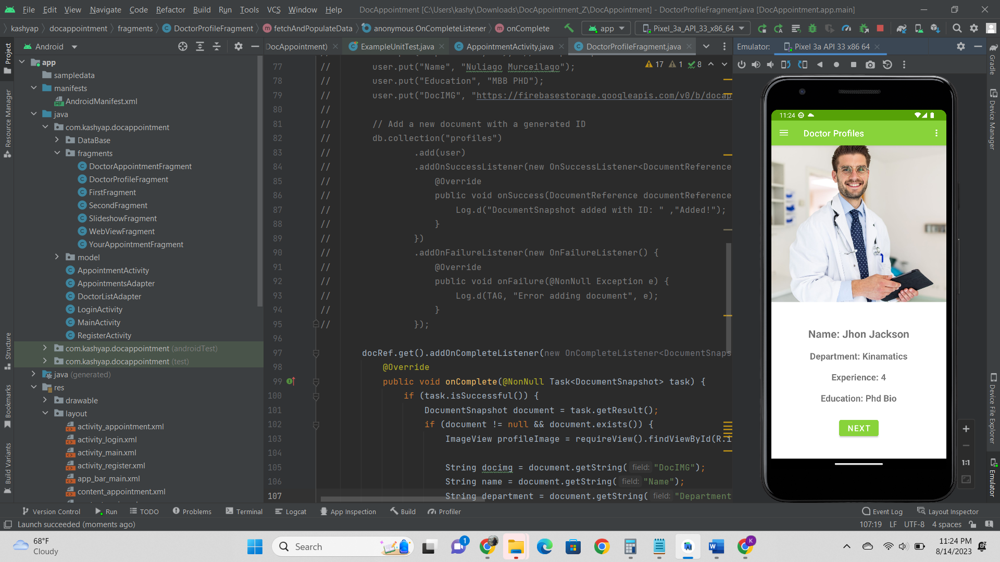 File Edit View Navigate Code Refactor Build Run Tools VCS Window Help DocAppointment [C:\Users\kashy\Downloads\DocAppointment_Z\DocAppointment] - DoctorProfileFragment.java [DocAppointment.app.main]
kashyap docappointment fragments DoctorProfileFragment fetchAndPopulateData anonymous OnCompleteListener onComplete app Pixel_3a_API_33_x86_64
Android DocAppointment) ExampleUnitTest.java AppointmentActivity.java DoctorProfileFragment.java Emulator: Pixel 3a API 33 x86 64
Project
Resource Manager
Structure
Bookmarks
Build Variants
app
sampledata
manifests
AndroidManifest.xml
java
com.kashyap.docappointment
DataBase
fragments
DoctorAppointmentFragment
DoctorProfileFragment
FirstFragment
SecondFragment
SlideshowFragment
WebViewFragment
YourAppointmentFragment
model
AppointmentActivity
AppointmentsAdapter
DoctorListAdapter
LoginActivity
MainActivity
RegisterActivity
com.kashyap.docappointment (androidTest)
com.kashyap.docappointment (test)
java (generated)
res
drawable
layout
activity_appointment.xml
activity_login.xml
activity_main.xml
activity_register.xml
app_bar_main.xml
content_appointment.xml
17 1 8
77 // user.put("Name", "Nuliago Murceilago");
78 // user.put("Education", "MBB PHD");
79 // user.put("DocIMG", "https://firebasestorage.googleapis.com/v0/b/docap
80 //
81 // // Add a new document with a generated ID
82 // db.collection("profiles")
83 // .add(user)
84 // .addOnSuccessListener(new OnSuccessListener<DocumentReference
85 // @Override
86 // public void onSuccess(DocumentReference documentReference
87 // Log.d("DocumentSnapshot added with ID: " ,"Added!");
88 // }
89 // })
90 // .addOnFailureListener(new OnFailureListener() {
91 // @Override
92 // public void onFailure(@NonNull Exception e) {
93 // Log.d(TAG, "Error adding document", e);
94 // }
95 // });
96
97 docRef.get().addOnCompleteListener(new OnCompleteListener<DocumentSnaps
98 @Override
99 public void onComplete(@NonNull Task<DocumentSnapshot> task) {
100 if (task.isSuccessful()) {
101 DocumentSnapshot document = task.getResult();
102 if (document != null && document.exists()) {
103 ImageView profileImage = requireView().findViewById(R.i
104
105 String docimg = document.getString( field: "DocIMG");
106 String name = document.getString( field: "Name");
107 String department = document.getString( field: "Department
11:24
Doctor Profiles
Name: Jhon Jackson
Department: Kinamatics
Experience: 4
Education: Phd Bio
NEXT
1:1
Gradle
Device Manager
Device File Explorer
Emulator
Version Control Run TODO Problems Terminal Logcat App Inspection Build Profiler Event Log Layout Inspector
Launch succeeded (moments ago) 107:19 LF UTF-8 4 spaces
68°F
Cloudy
Search
1
K
11:24 PM
8/14/2023